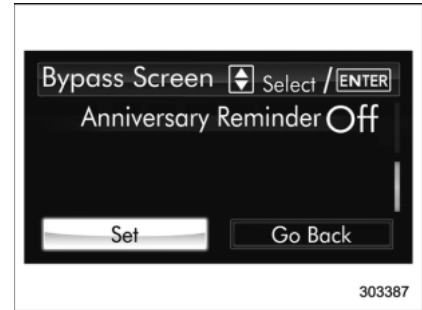 Bypass Screen Select / ENTER
Anniversary Reminder Off
Set Go Back
303387